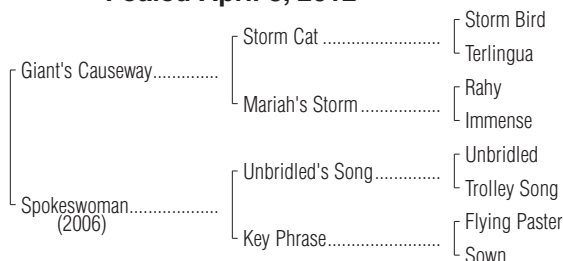 Foaled April 3, 2012
Storm Bird
Storm Cat
Terlingua
Giant's Causeway
Rahy
Mariah's Storm
Immense
Unbridled
Unbridled's Song
Trolley Song
Spokeswoman
(2006)
Flying Paster
Key Phrase
Sown